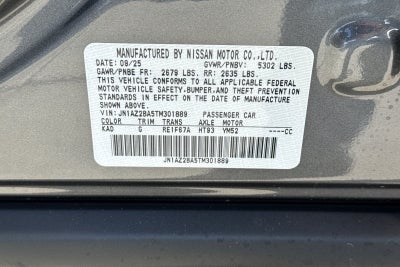 MANUFACTURED BY NISSAN MOTOR CO.,LTD.
DATE: 09/25 GVWR/PNBV: 5302 LBS.
GAWR/PNBE FR: 2679 LBS. RR: 2635 LBS.
THIS VEHICLE CONFORMS TO ALL APPLICABLE FEDERAL
MOTOR VEHICLE SAFETY,BUMPER,AND THEFT PREVENTION
STANDARDS IN EFFECT ON THE DATE OF
MANUFACTURE SHOWN ABOVE.
VIN: JN1AZ2BA5TM301889 PASSENGER CAR
COLOR TRIM TRANS AXLE MOTOR
KAD G RE1F67A HT83 YM52 ----CC
JN1AZ2BA5TM301889